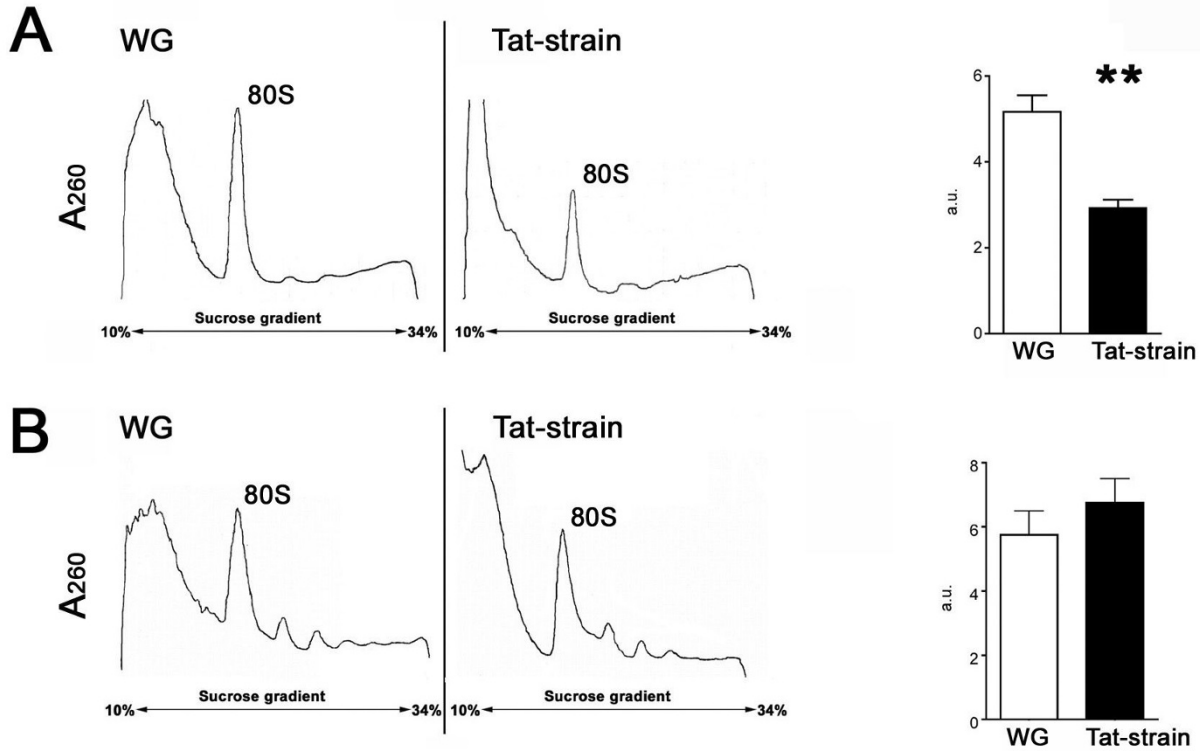 A
WG
Tat-strain
80S
80S
A260
Sucrose gradient
10%
34%
Sucrose gradient
10%
34%
**
6
4
2
0
a.u.
WG
Tat-strain
B
WG
Tat-strain
80S
80S
A260
Sucrose gradient
10%
34%
Sucrose gradient
10%
34%
8
6
4
2
0
a.u.
WG
Tat-strain